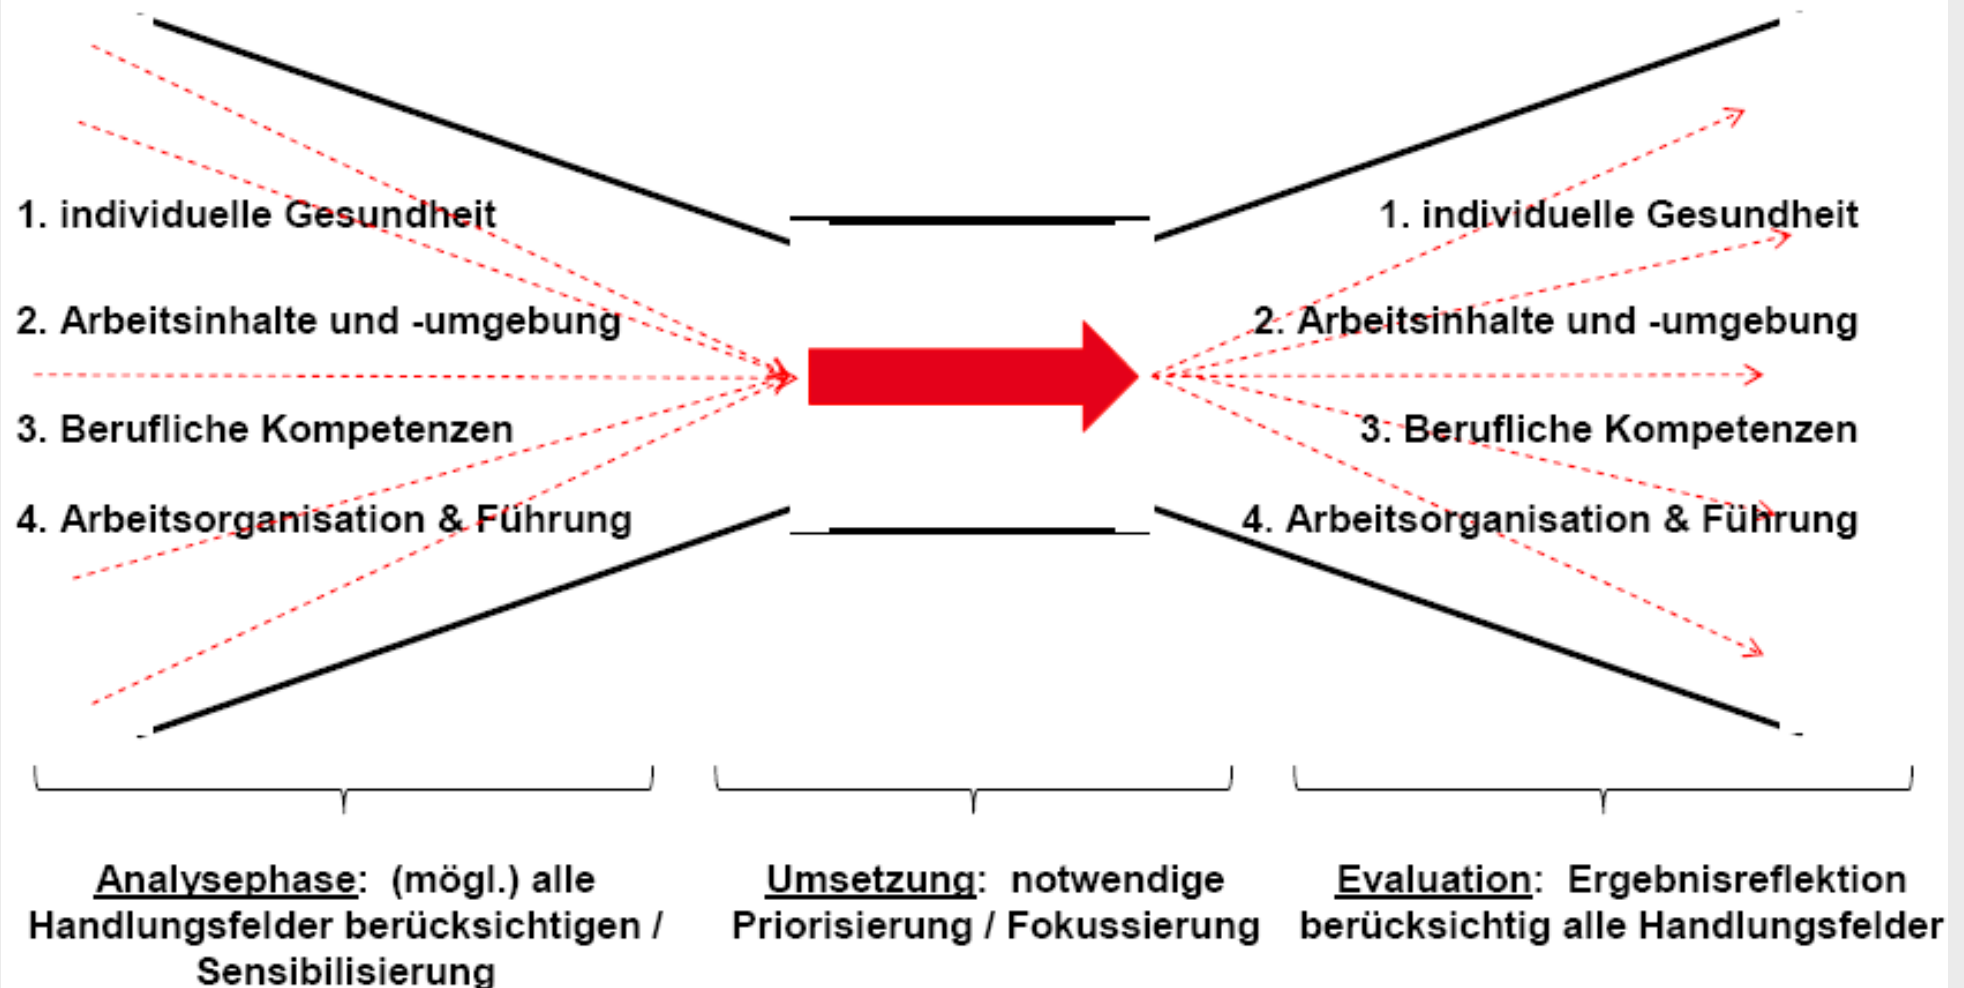 1. individuelle Gesundheit
2. Arbeitsinhalte und -umgebung
3. Berufliche Kompetenzen
4. Arbeitsorganisation & Führung
1. individuelle Gesundheit
2. Arbeitsinhalte und -umgebung
3. Berufliche Kompetenzen
4. Arbeitsorganisation & Führung
Analysephase: (mögl.) alle
Handlungsfelder berücksichtigen /
Sensibilisierung
Umsetzung: notwendige
Priorisierung / Fokussierung
Evaluation: Ergebnisreflektion
berücksichtig alle Handlungsfelder